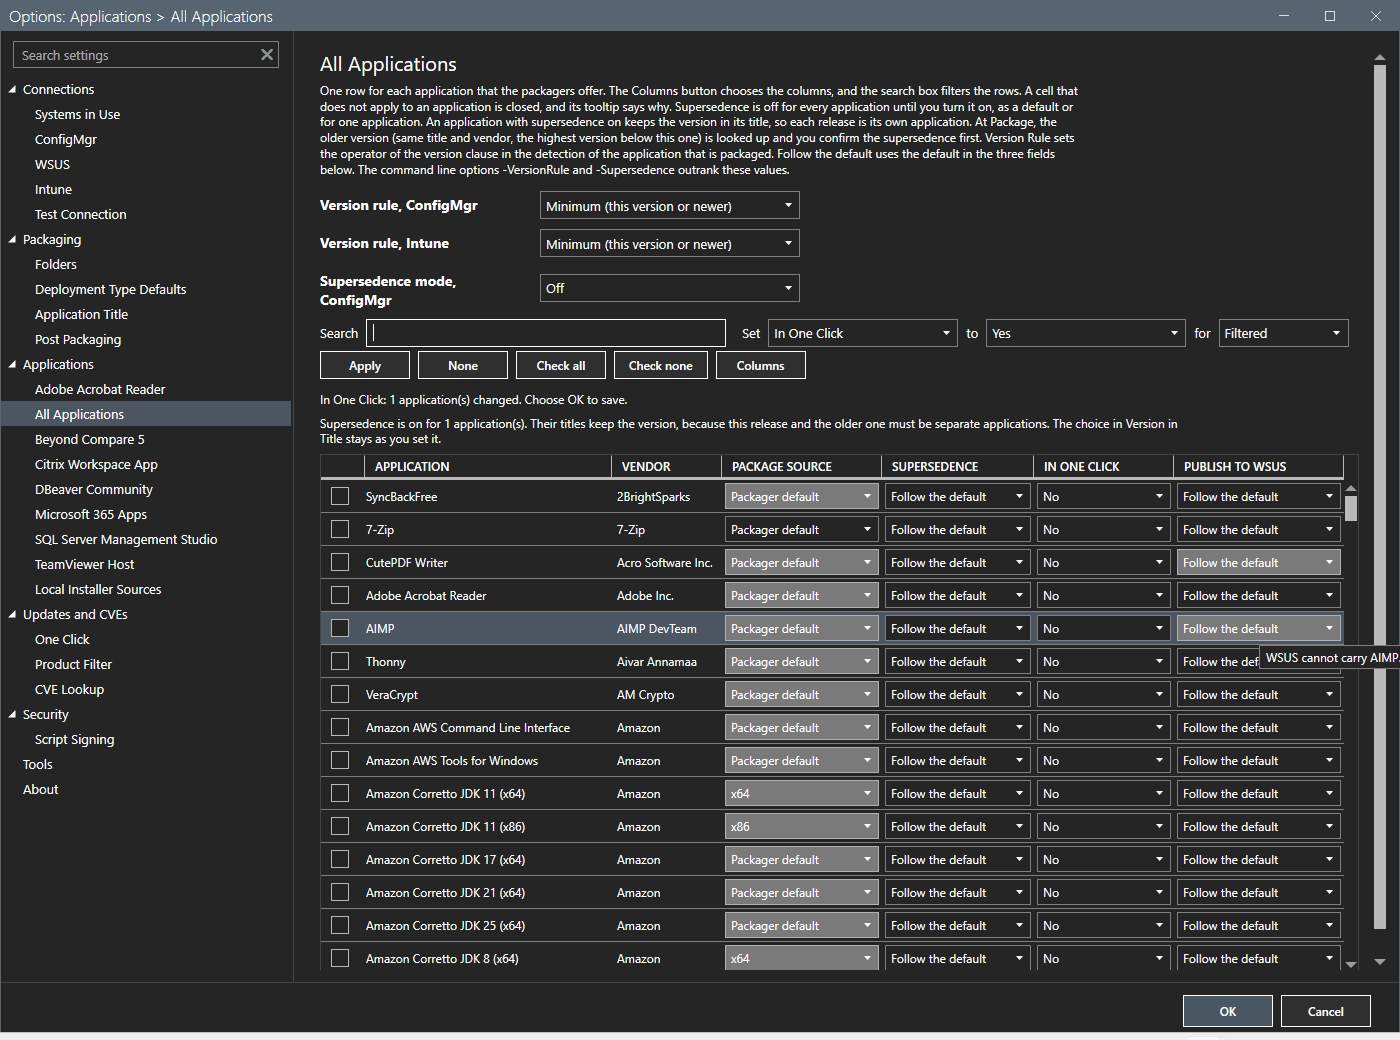 Options: Applications > All Applications
Search settings
Connections
Systems in Use
ConfigMgr
WSUS
Intune
Test Connection
Packaging
Folders
Deployment Type Defaults
Application Title
Post Packaging
Applications
Adobe Acrobat Reader
All Applications
Beyond Compare 5
Citrix Workspace App
DBeaver Community
Microsoft 365 Apps
SQL Server Management Studio
TeamViewer Host
Local Installer Sources
Updates and CVEs
One Click
Product Filter
CVE Lookup
Security
Script Signing
Tools
About
All Applications
One row for each application that the packagers offer. The Columns button chooses the columns, and the search box filters the rows. A cell that
does not apply to an application is closed, and its tooltip says why. Supersedence is off for every application until you turn it on, as a default or
for one application. An application with supersedence on keeps the version in its title, so each release is its own application. At Package, the
older version (same title and vendor, the highest version below this one) is looked up and you confirm the supersedence first. Version Rule sets
the operator of the version clause in the detection of the application that is packaged. Follow the default uses the default in the three fields
below. The command line options -VersionRule and -Supersedence outrank these values.
Version rule, ConfigMgr Minimum (this version or newer)
Version rule, Intune Minimum (this version or newer)
Supersedence mode,
ConfigMgr Off
Search Set In One Click to Yes for Filtered
Apply None Check all Check none Columns
In One Click: 1 application(s) changed. Choose OK to save.
Supersedence is on for 1 application(s). Their titles keep the version, because this release and the older one must be separate applications. The choice in Version in
Title stays as you set it.
APPLICATION VENDOR PACKAGE SOURCE SUPERSEDENCE IN ONE CLICK PUBLISH TO WSUS
SyncBackFree 2BrightSparks Packager default Follow the default No Follow the default
7-Zip 7-Zip Packager default Follow the default No Follow the default
CutePDF Writer Acro Software Inc. Packager default Follow the default No Follow the default
Adobe Acrobat Reader Adobe Inc. Packager default Follow the default No Follow the default
AIMP AIMP DevTeam Packager default Follow the default No Follow the default
Thonny Aivar Annamaa Packager default Follow the default No Follow the def
WSUS cannot carry AIMP.
VeraCrypt AM Crypto Packager default Follow the default No Follow the default
Amazon AWS Command Line Interface Amazon Packager default Follow the default No Follow the default
Amazon AWS Tools for Windows Amazon Packager default Follow the default No Follow the default
Amazon Corretto JDK 11 (x64) Amazon x64 Follow the default No Follow the default
Amazon Corretto JDK 11 (x86) Amazon x86 Follow the default No Follow the default
Amazon Corretto JDK 17 (x64) Amazon Packager default Follow the default No Follow the default
Amazon Corretto JDK 21 (x64) Amazon Packager default Follow the default No Follow the default
Amazon Corretto JDK 25 (x64) Amazon Packager default Follow the default No Follow the default
Amazon Corretto JDK 8 (x64) Amazon x64 Follow the default No Follow the default
OK Cancel